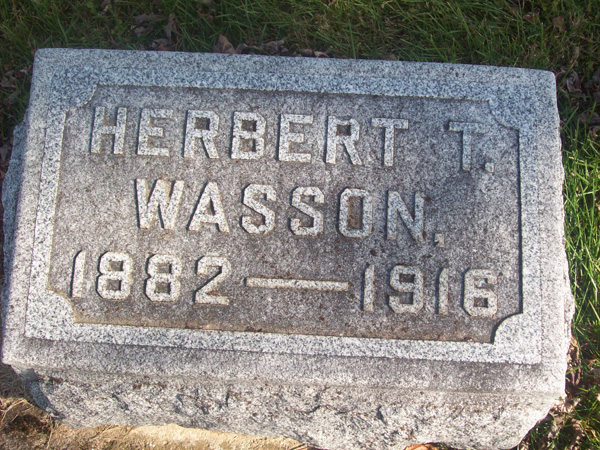 HERBERT T.
WASSON,
1882—1916